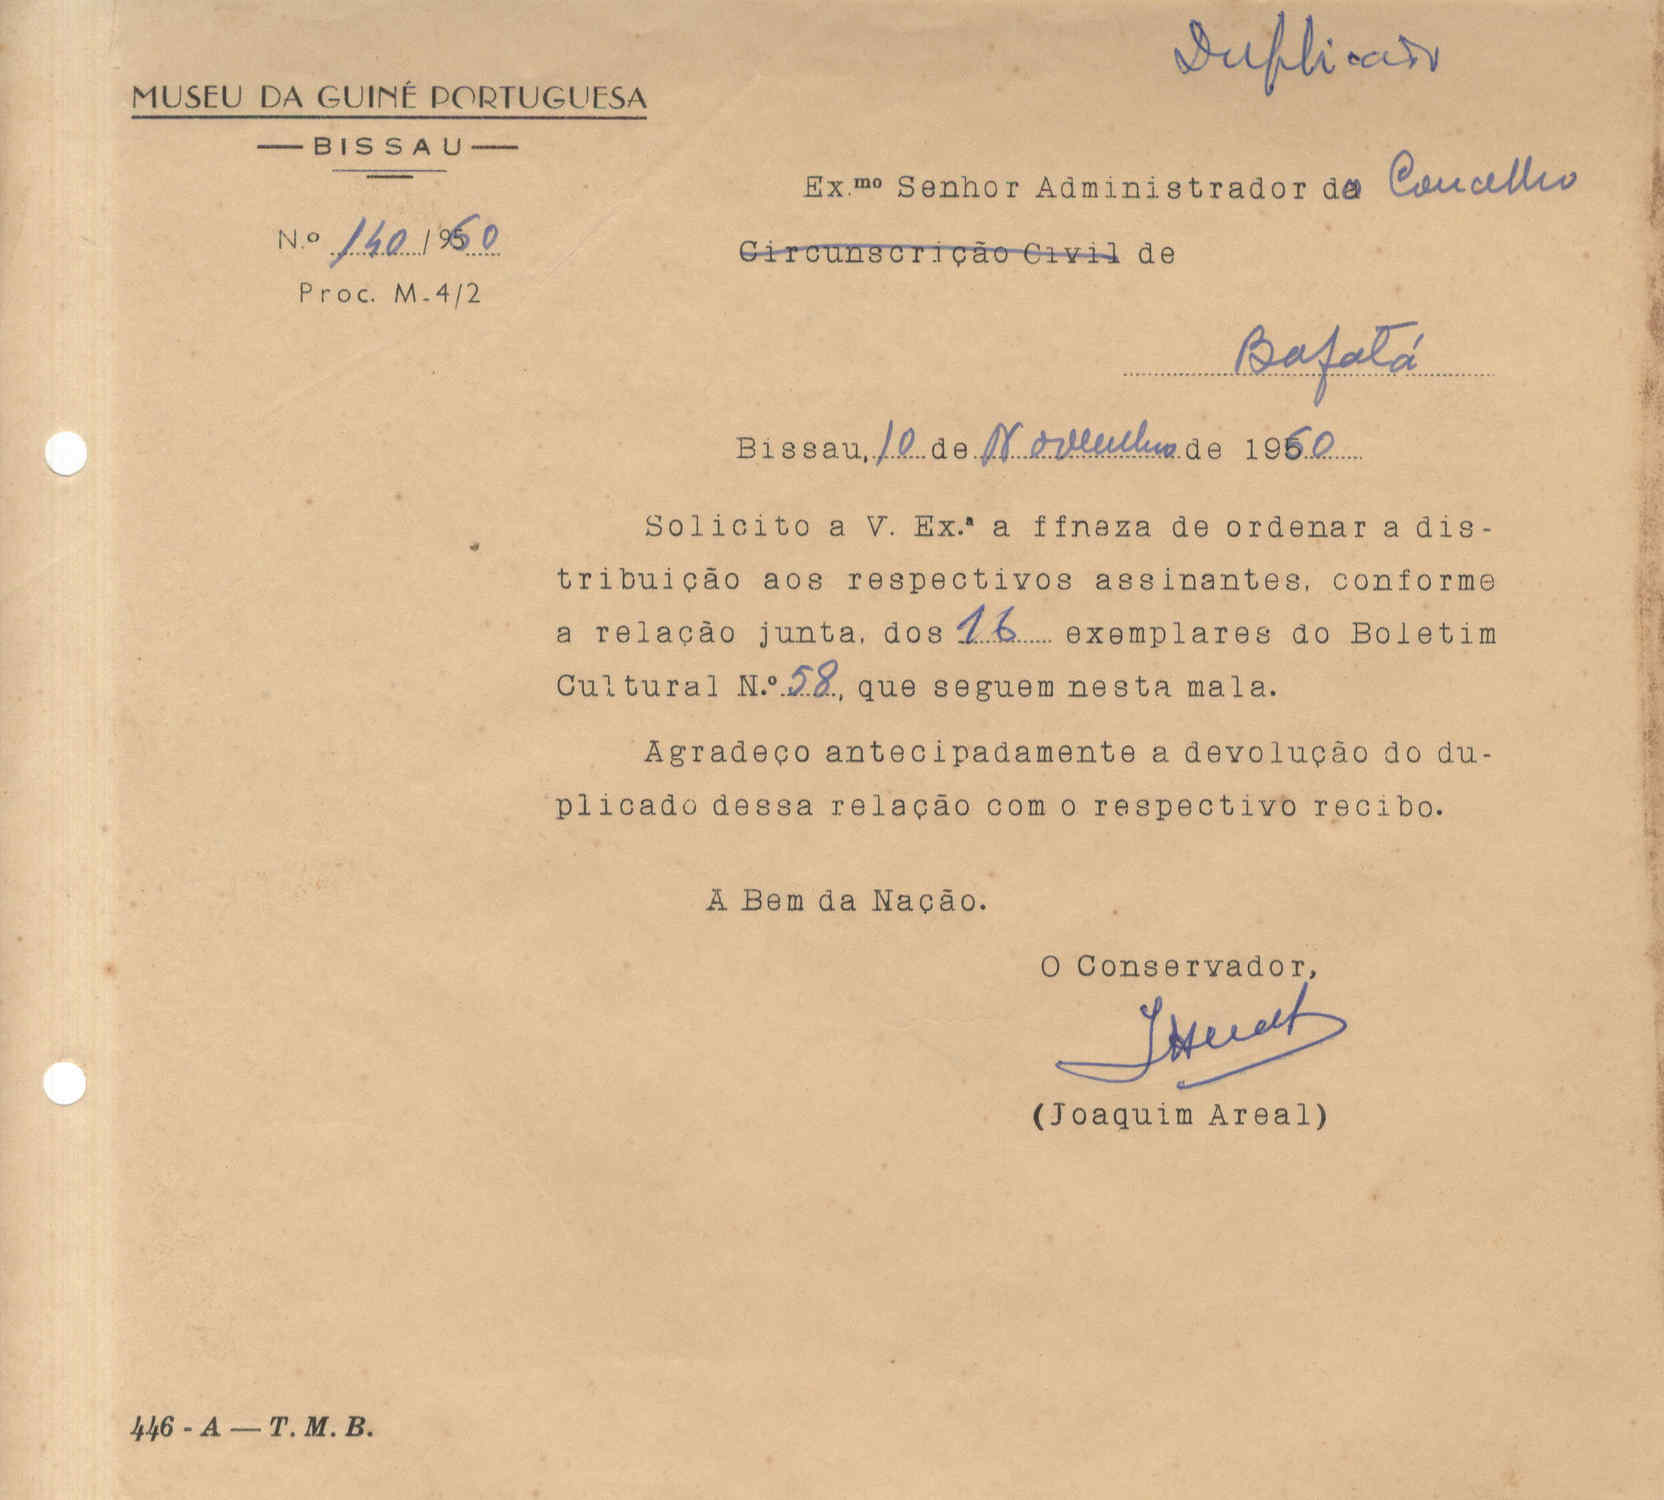 Duplicado
MUSEU DA GUINÉ PORTUGUESA
— BISSAU —
N.º 140/1960
Proc. M-4/2
Ex.mo Senhor Administrador do Concelho
Circunscrição Civil de
Bafatá
Bissau, 10 de Novembro de 1960
Solicito a V. Ex.ª a ffneza de ordenar a dis-
tribuição aos respectivos assinantes, conforme
a relação junta, dos 16 exemplares do Boletim
Cultural N.º 58, que seguem nesta mala.
Agradeço antecipadamente a devolução do du-
plicado dessa relação com o respectivo recibo.
A Bem da Nação.
O Conservador,
(Joaquim Areal)
446 - A — T. M. B.